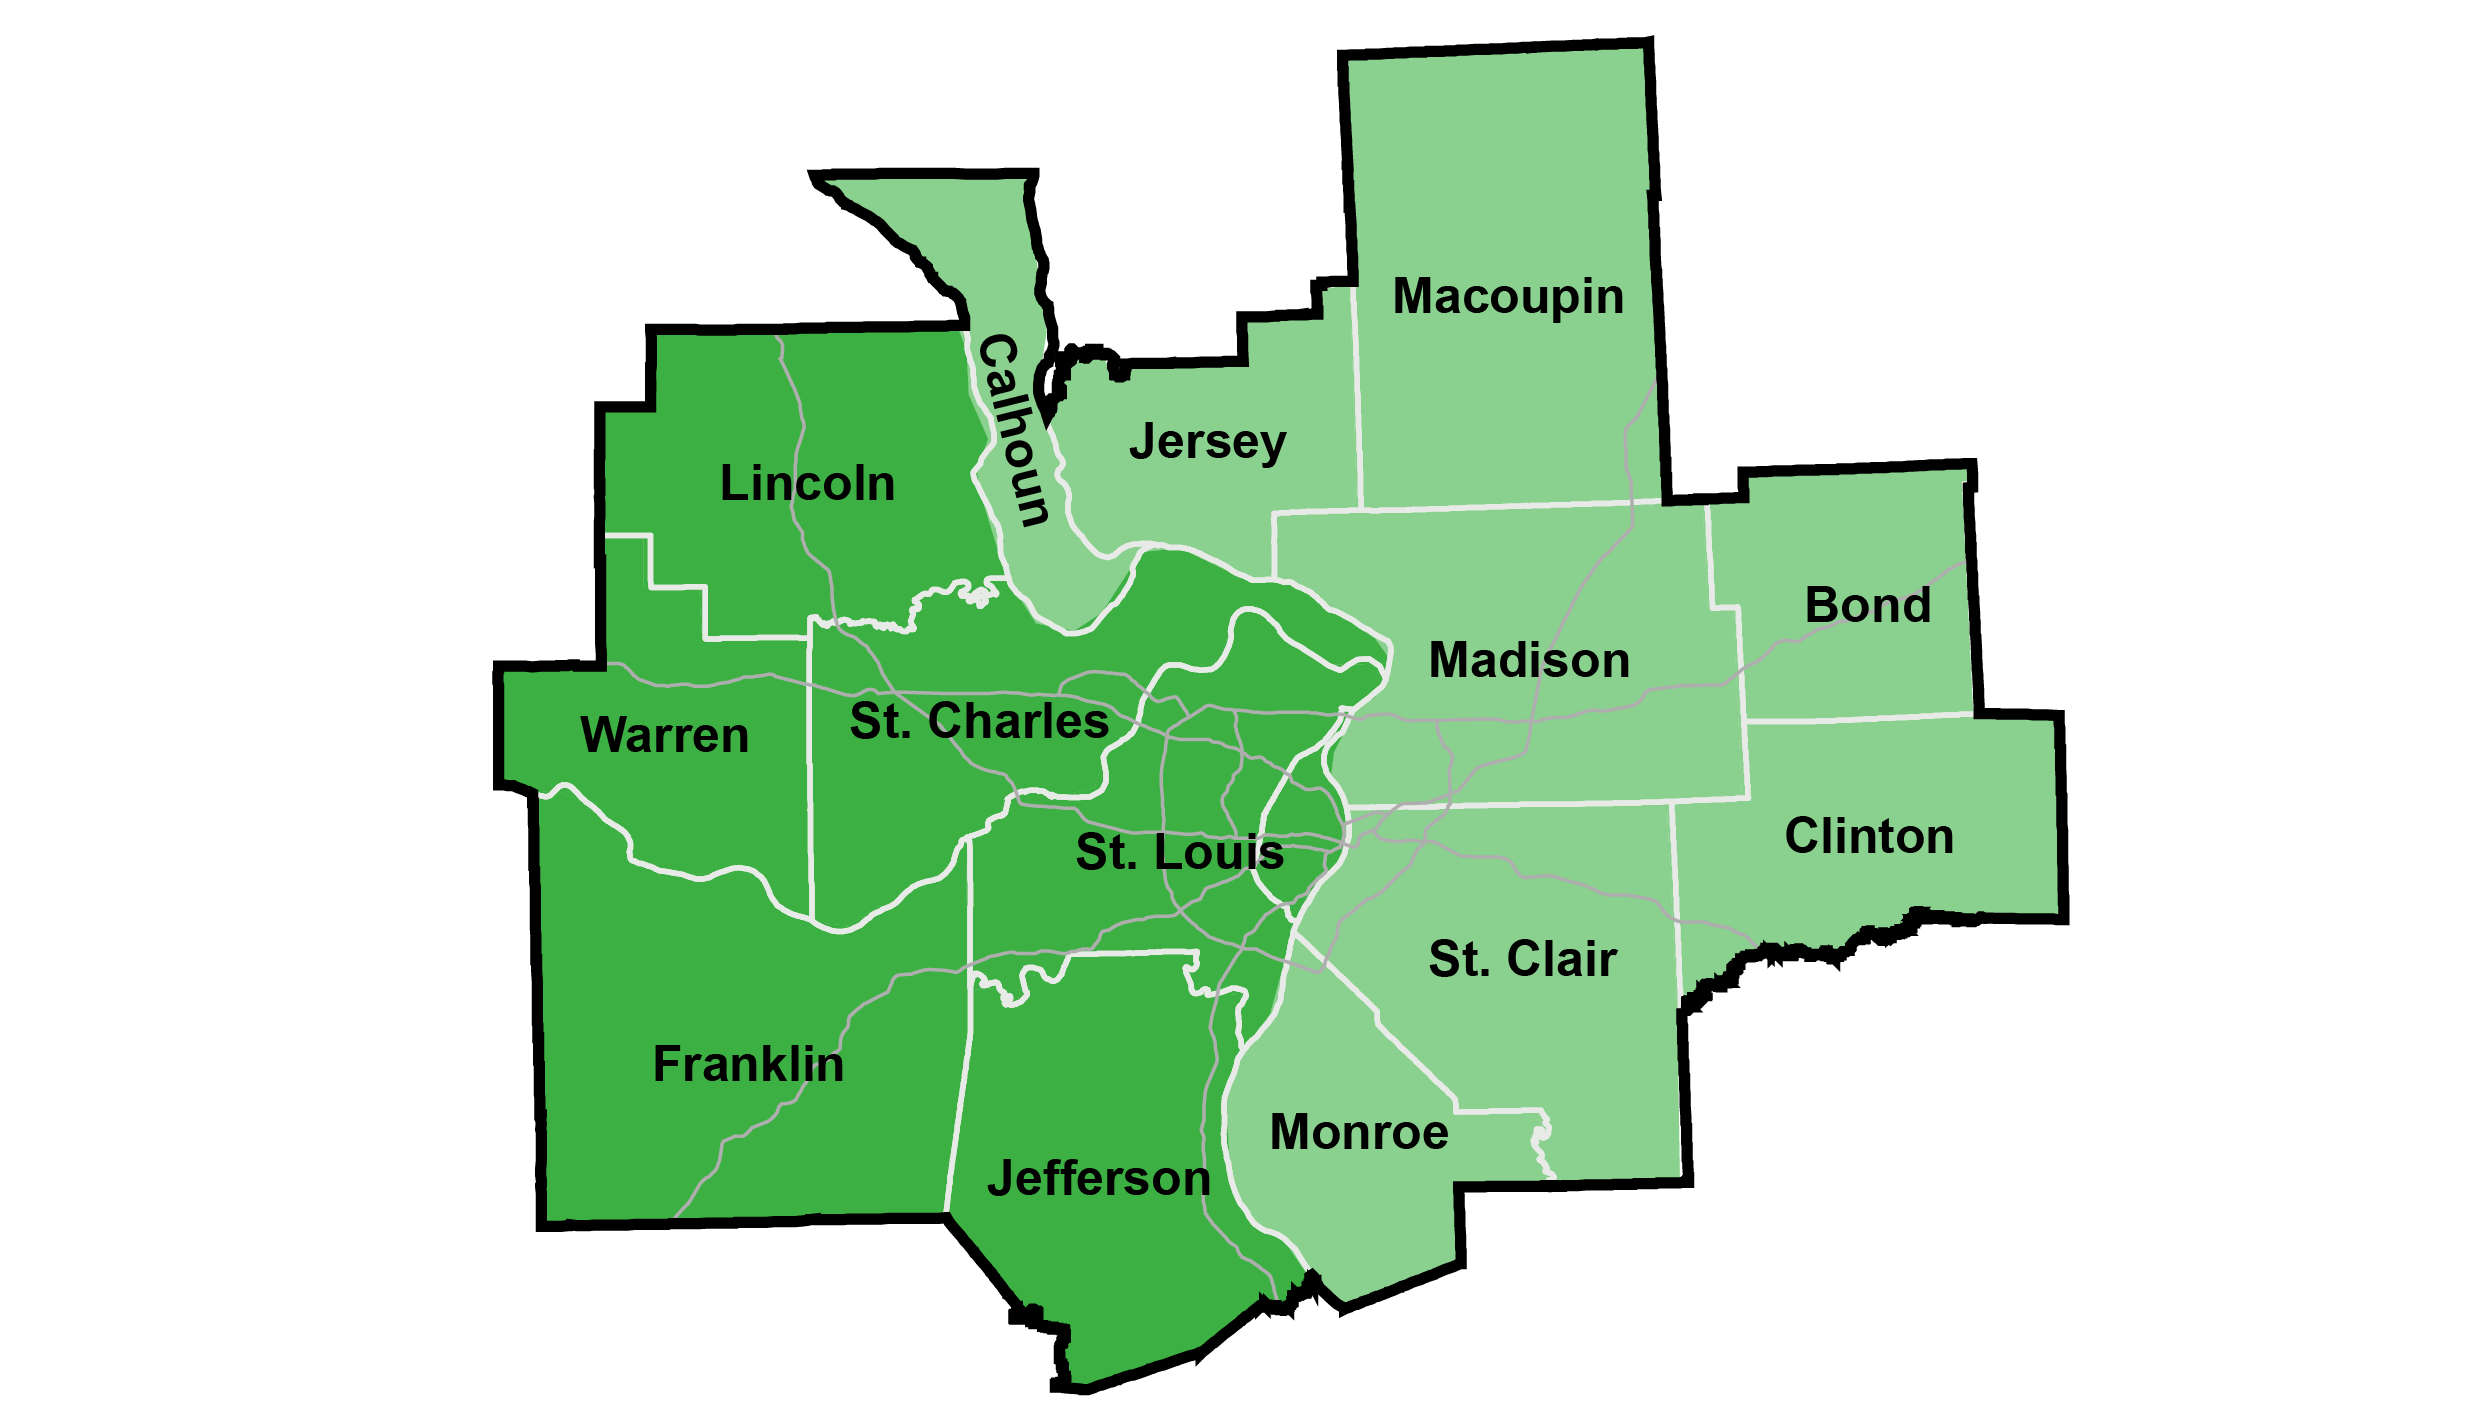 Macoupin
Calhoun
Jersey
Lincoln
Bond
Madison
St. Charles
Warren
Clinton
St. Louis
St. Clair
Franklin
Monroe
Jefferson